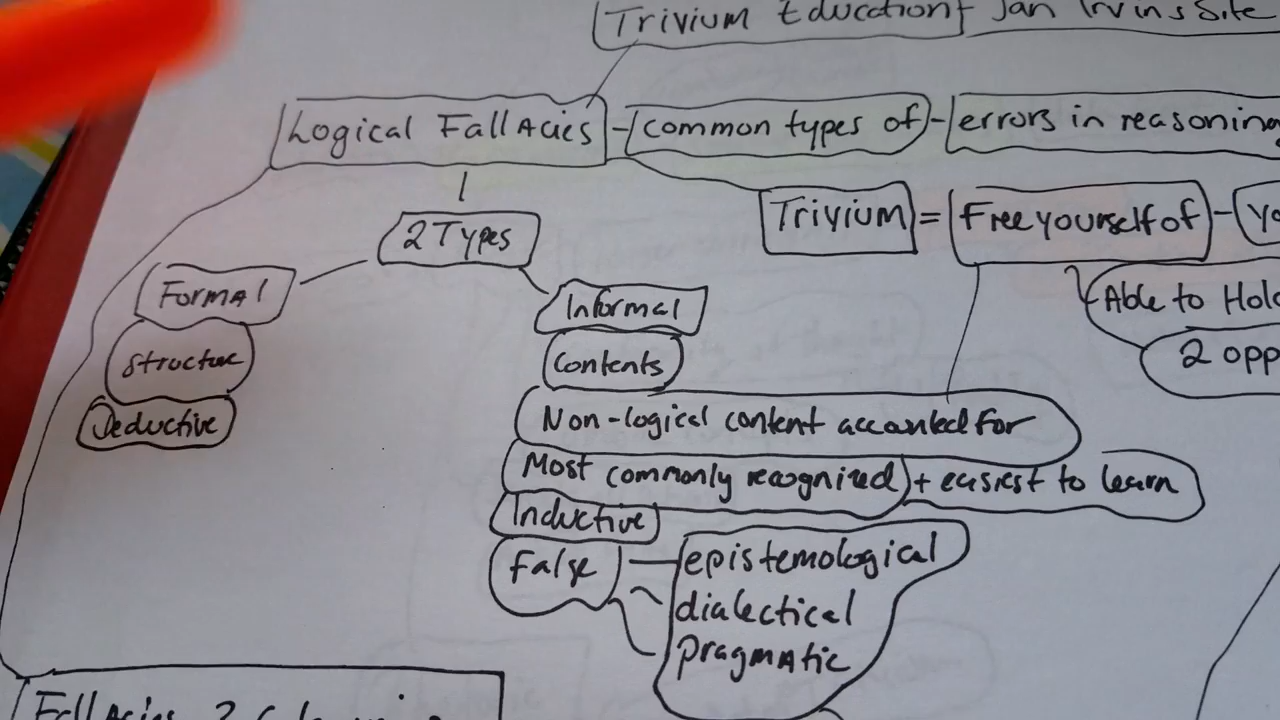 Trivium Education Jan Irvins Site
Logical Fallacies - common types of - errors in reasoning
2 Types
Trivium = Free yourself of -
Formal
Informal
Able to Hold
Structure
Contents
2 opp
Deductive
Non-logical content accounted for
Most commonly recognized + easiest to learn
Inductive
False
epistemological
dialectical
pragmatic
Fallacies